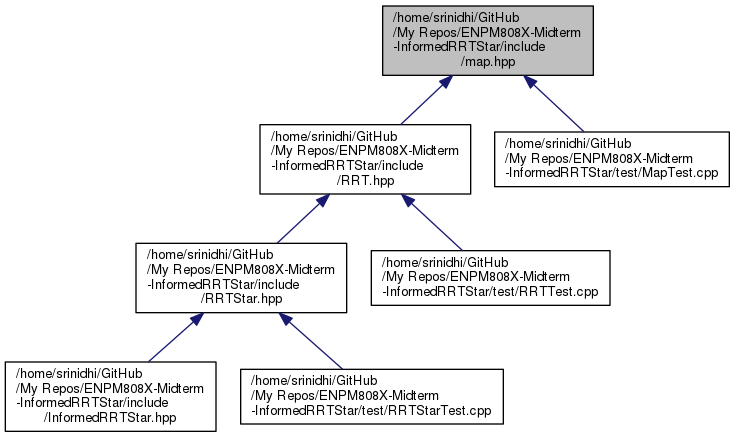 /home/srinidhi/GitHub
/My Repos/ENPM808X-Midterm
-InformedRRTStar/include
/map.hpp
/home/srinidhi/GitHub
/My Repos/ENPM808X-Midterm
-InformedRRTStar/include
/RRT.hpp
/home/srinidhi/GitHub
/My Repos/ENPM808X-Midterm
-InformedRRTStar/test/MapTest.cpp
/home/srinidhi/GitHub
/My Repos/ENPM808X-Midterm
-InformedRRTStar/include
/RRTStar.hpp
/home/srinidhi/GitHub
/My Repos/ENPM808X-Midterm
-InformedRRTStar/test/RRTTest.cpp
/home/srinidhi/GitHub
/My Repos/ENPM808X-Midterm
-InformedRRTStar/include
/InformedRRTStar.hpp
/home/srinidhi/GitHub
/My Repos/ENPM808X-Midterm
-InformedRRTStar/test/RRTStarTest.cpp